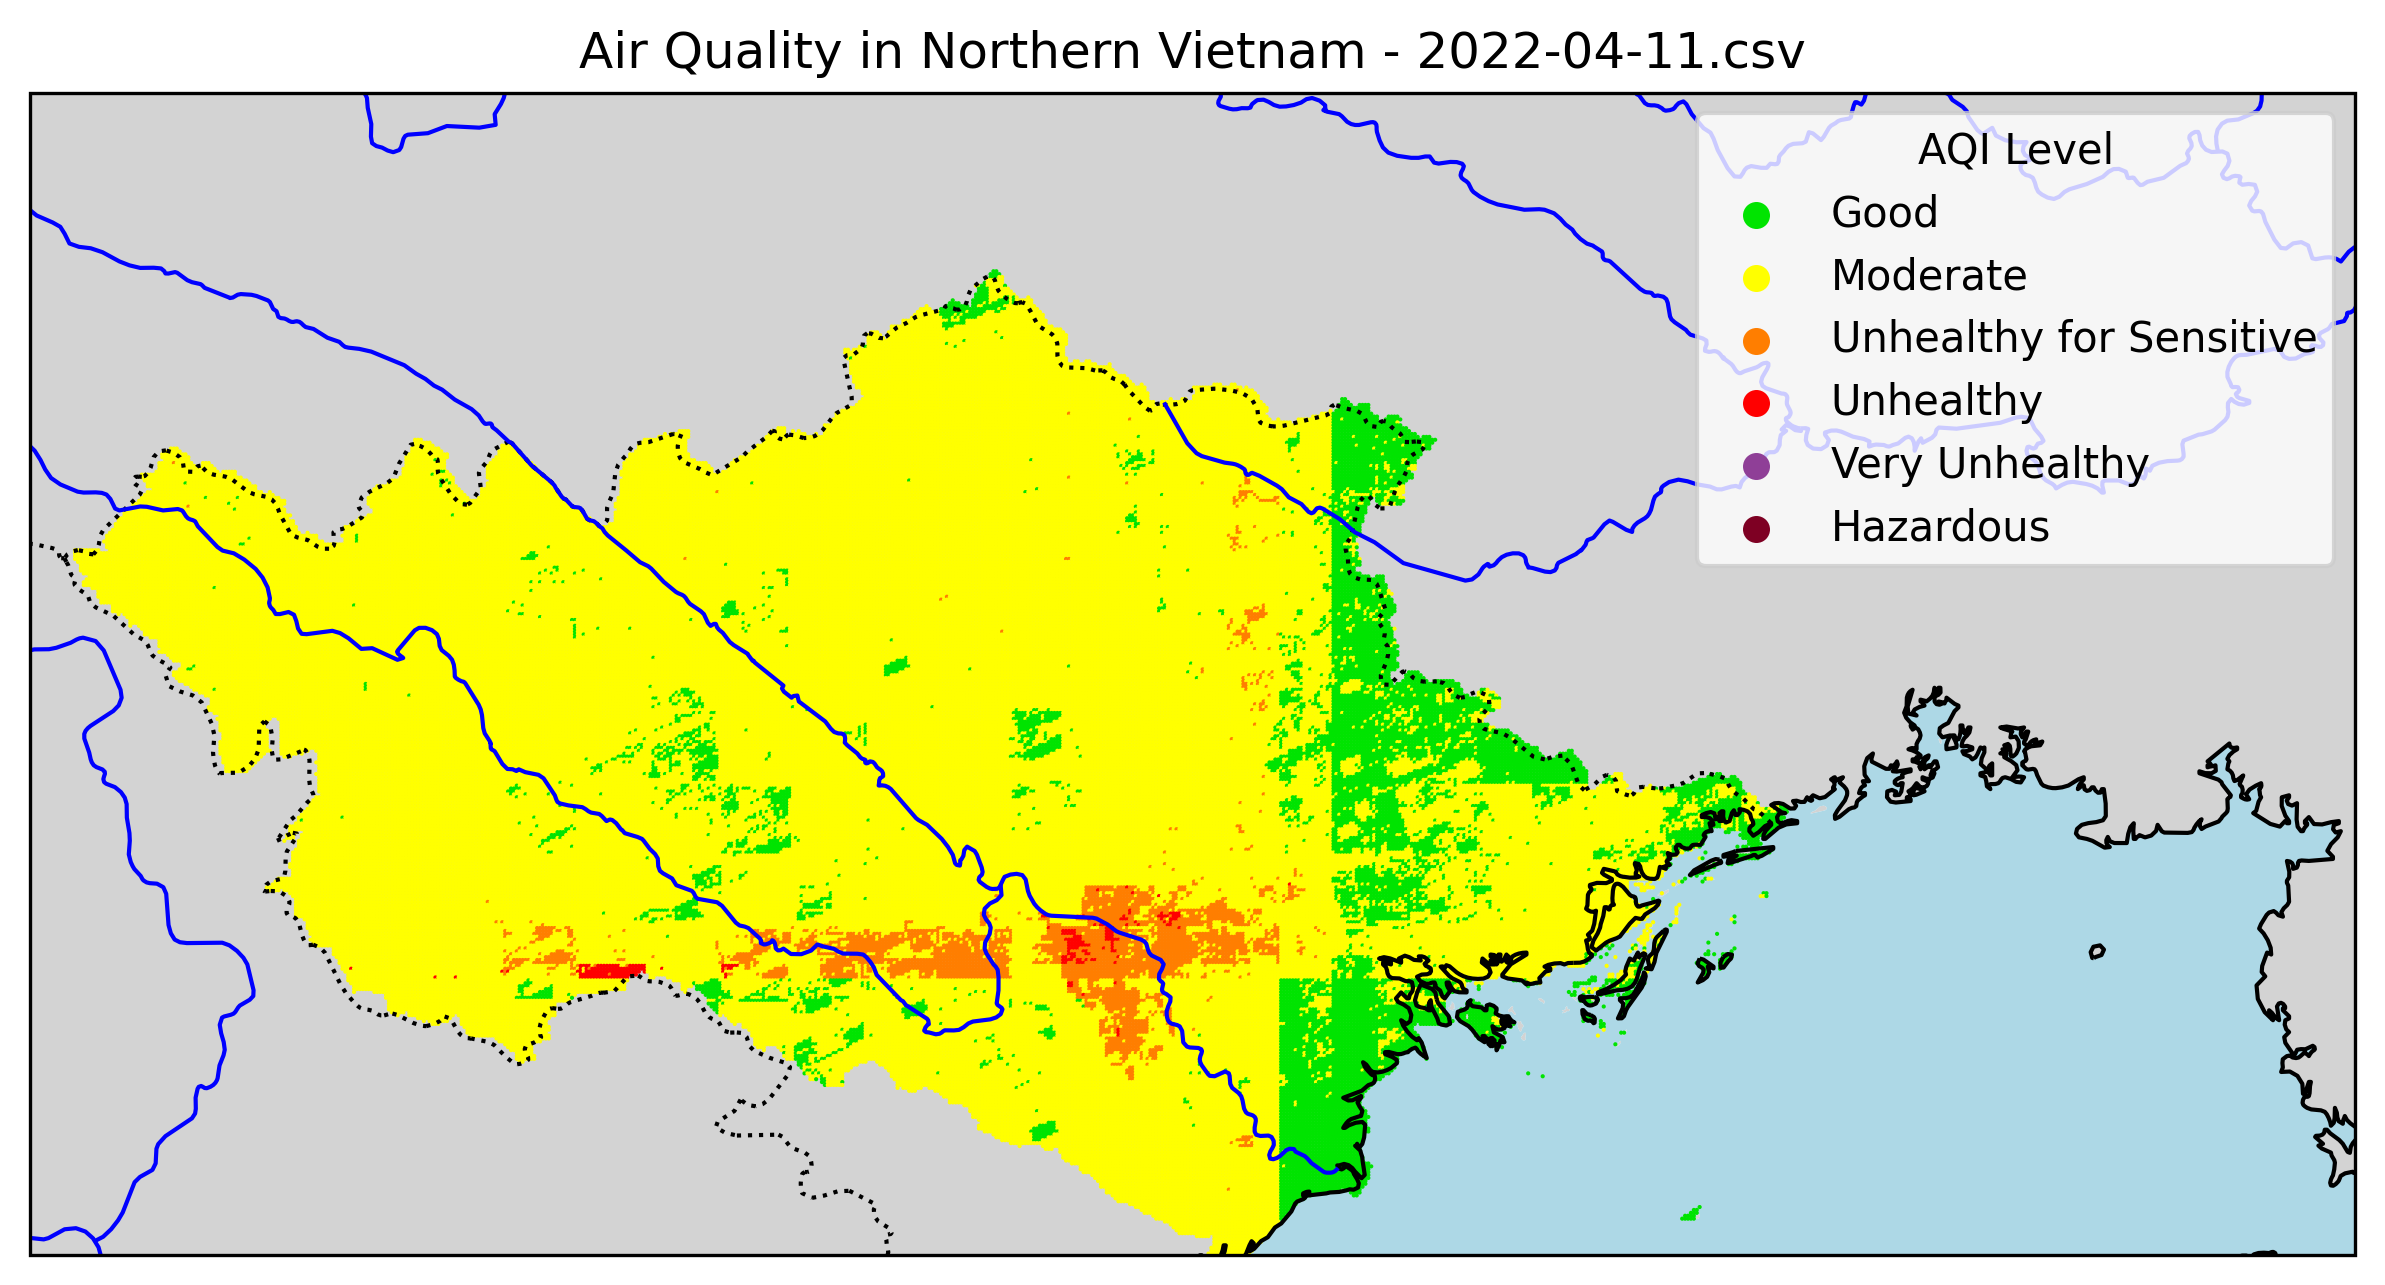 Air Quality in Northern Vietnam - 2022-04-11.csv
AQI Level
Good
Moderate
Unhealthy for Sensitive
Unhealthy
Very Unhealthy
Hazardous